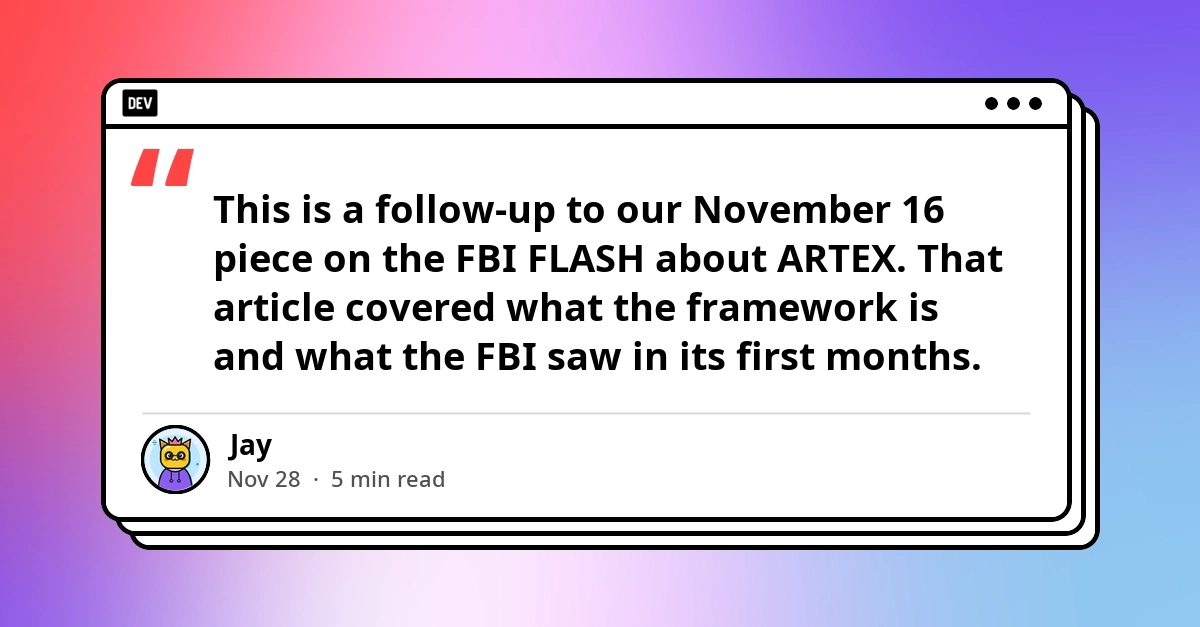 DEV
This is a follow-up to our November 16
piece on the FBI FLASH about ARTEX. That
article covered what the framework is
and what the FBI saw in its first months.
Jay
Nov 28 · 5 min read